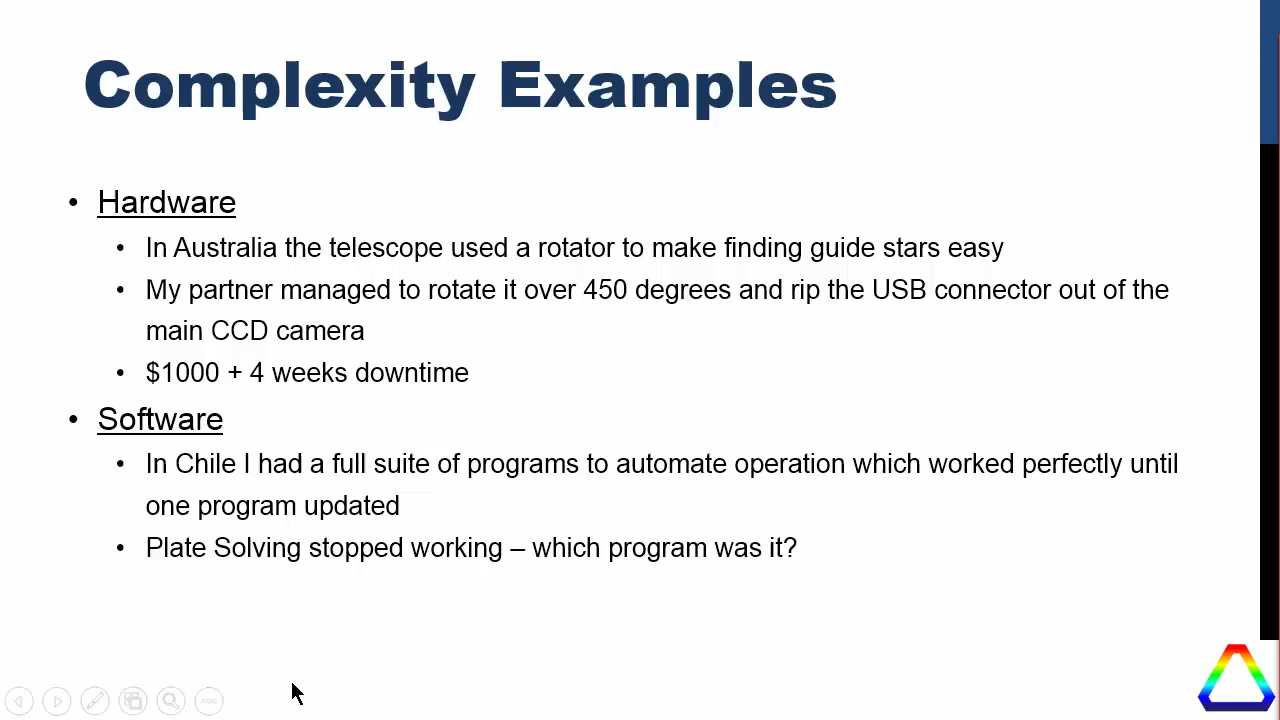 Complexity Examples
• Hardware
• In Australia the telescope used a rotator to make finding guide stars easy
• My partner managed to rotate it over 450 degrees and rip the USB connector out of the
main CCD camera
• $1000 + 4 weeks downtime
• Software
• In Chile I had a full suite of programs to automate operation which worked perfectly until
one program updated
• Plate Solving stopped working – which program was it?